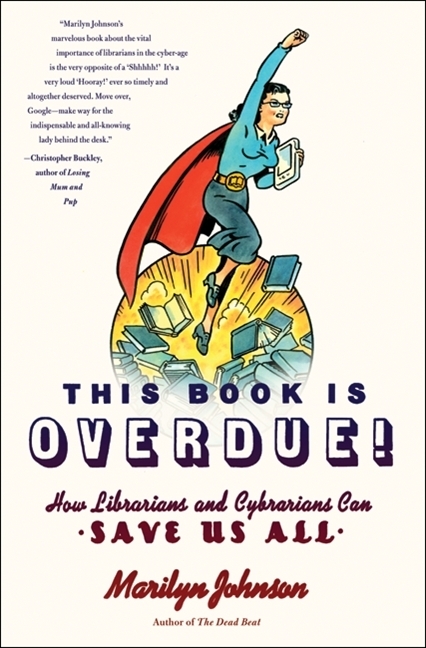 "Marilyn Johnson's
marvelous book about the vital
importance of librarians in the cyber-age
is the very opposite of a 'Shhhhh!' It's a
very loud 'Hooray!' ever so timely and
altogether deserved. Move over,
Google—make way for the
indispensable and all-knowing
lady behind the desk."
—Christopher Buckley,
author of Losing
Mum and
Pup
THIS BOOK IS
OVERDUE!
How Librarians and Cybrarians Can
·SAVE US ALL·
Marilyn Johnson
Author of The Dead Beat